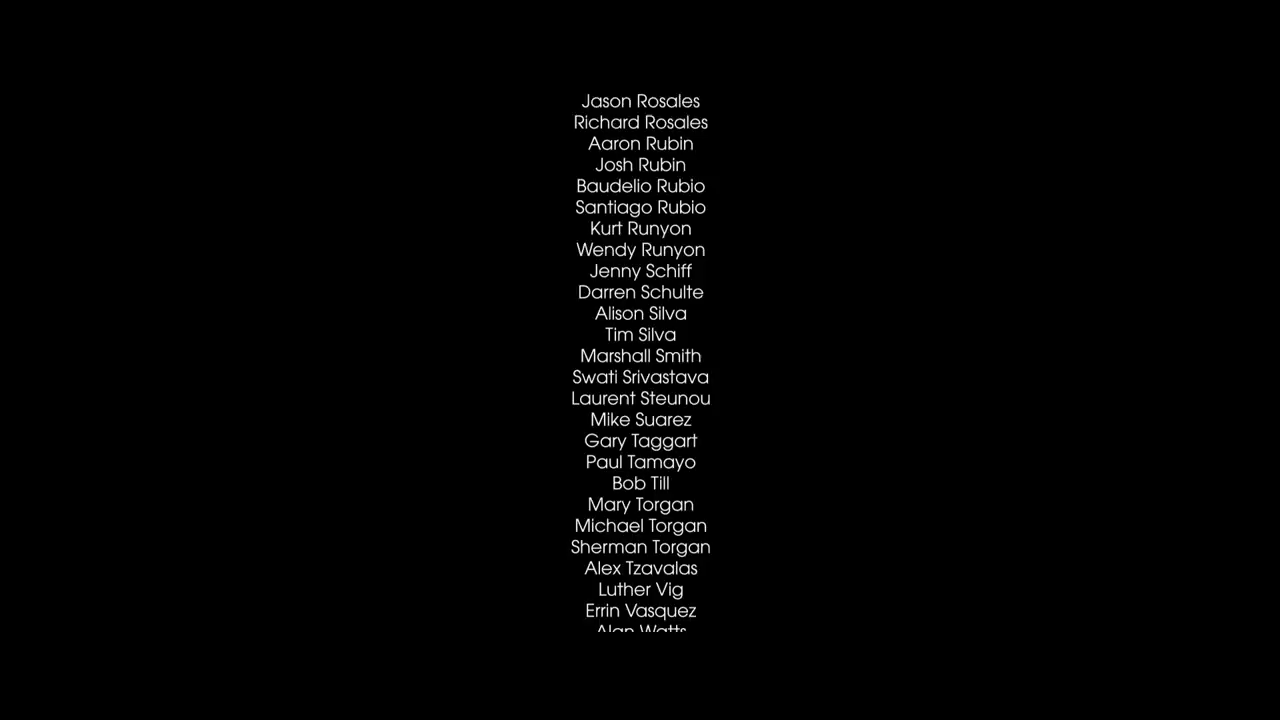 Jason Rosales
Richard Rosales
Aaron Rubin
Josh Rubin
Baudelio Rubio
Santiago Rubio
Kurt Runyon
Wendy Runyon
Jenny Schiff
Darren Schulte
Alison Silva
Tim Silva
Marshall Smith
Swati Srivastava
Laurent Steunou
Mike Suarez
Gary Taggart
Paul Tamayo
Bob Till
Mary Torgan
Michael Torgan
Sherman Torgan
Alex Tzavalas
Luther Vig
Errin Vasquez
Alan Watts